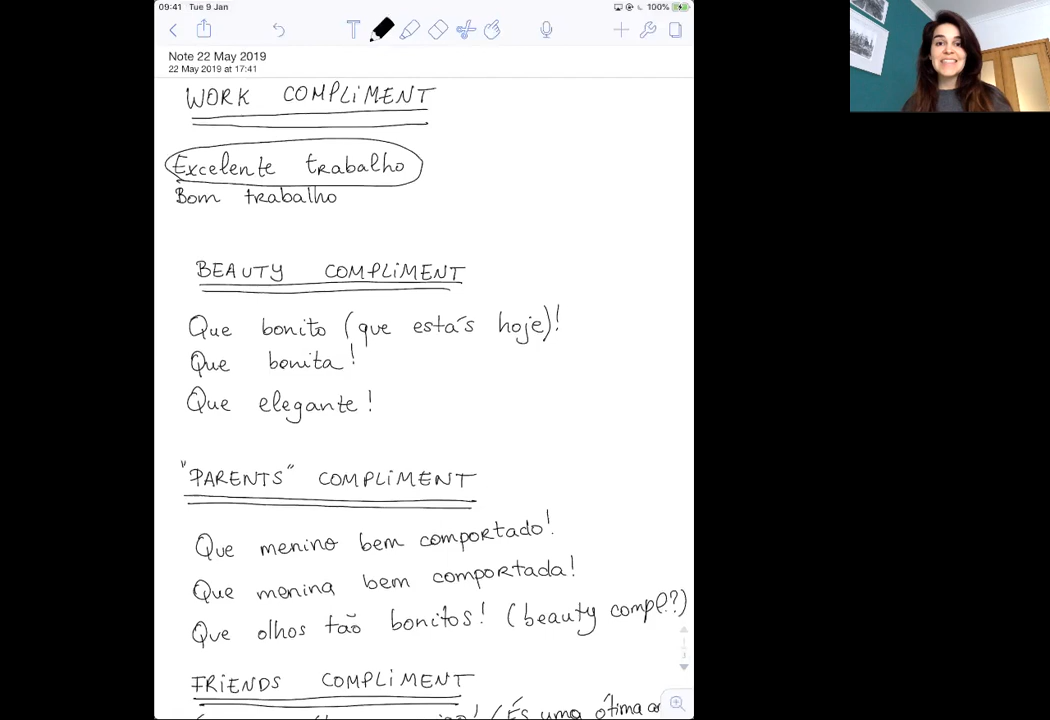 09:41 Tue 9 Jan
100%
T
Note 22 May 2019
22 May 2019 at 17:41
WORK COMPLIMENT
Excelente trabalho
Bom trabalho
BEAUTY COMPLIMENT
Que bonito (que estás hoje)!
Que bonita!
Que elegante!
"PARENTS" COMPLIMENT
Que menino bem comportado!
Que menina bem comportada!
Que olhos tão bonitos! (beauty compl??)
FRIENDS COMPLIMENT
(És uma ótima